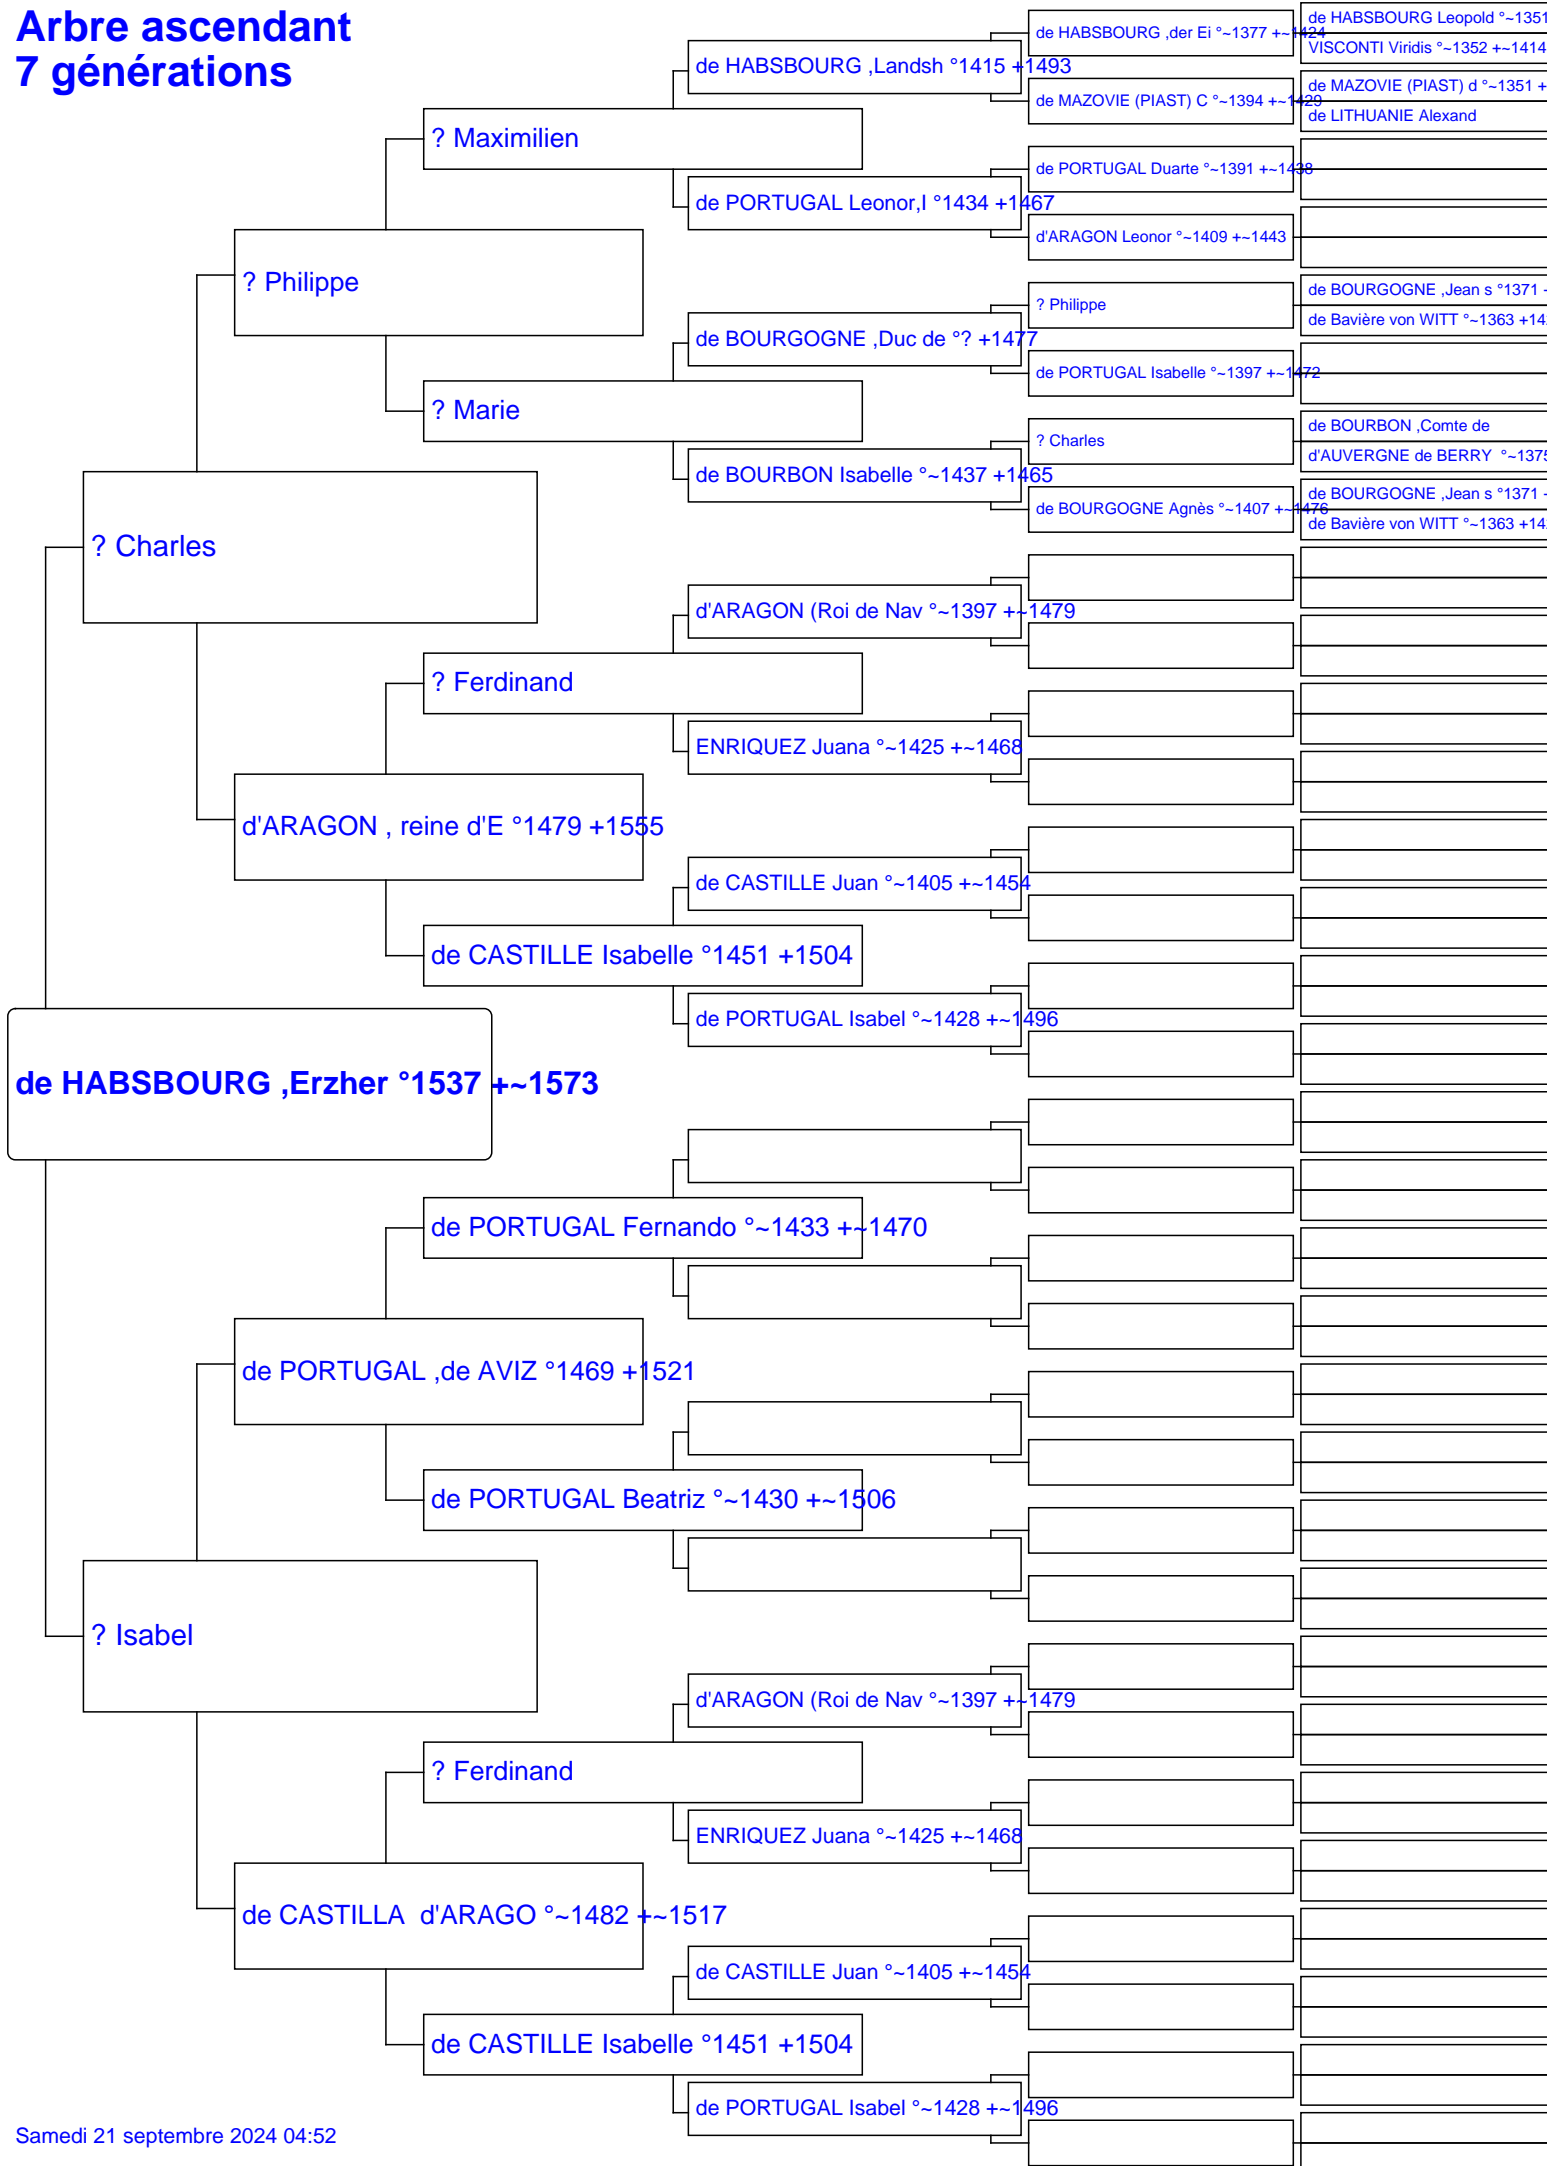 Arbre ascendant
7 générations
de HABSBOURG ,der Ei °~1377 +~1424
de HABSBOURG Leopold °~1351
VISCONTI Viridis °~1352 +~1414
de HABSBOURG ,Landsh °1415 +1493
de MAZOVIE (PIAST) C °~1394 +~1429
de MAZOVIE (PIAST) d °~1351 +
de LITHUANIE Alexand
? Maximilien
de PORTUGAL Duarte °~1391 +~1438
de PORTUGAL Leonor,I °1434 +1467
d'ARAGON Leonor °~1409 +~1443
? Philippe
? Philippe
de BOURGOGNE ,Jean s °1371 +
de Bavière von WITT °~1363 +14
de BOURGOGNE ,Duc de °? +1477
de PORTUGAL Isabelle °~1397 +~1472
? Marie
? Charles
de BOURBON ,Comte de
d'AUVERGNE de BERRY  °~1375
de BOURBON Isabelle °~1437 +1465
de BOURGOGNE Agnès °~1407 +~1476
de BOURGOGNE ,Jean s °1371 +
de Bavière von WITT °~1363 +14
? Charles
d'ARAGON (Roi de Nav °~1397 +~1479
? Ferdinand
ENRIQUEZ Juana °~1425 +~1468
d'ARAGON , reine d'E °1479 +1555
de CASTILLE Juan °~1405 +~1454
de CASTILLE Isabelle °1451 +1504
de PORTUGAL Isabel °~1428 +~1496
de HABSBOURG ,Erzher °1537 +~1573
de PORTUGAL Fernando °~1433 +~1470
de PORTUGAL ,de AVIZ °1469 +1521
de PORTUGAL Beatriz °~1430 +~1506
? Isabel
d'ARAGON (Roi de Nav °~1397 +~1479
? Ferdinand
ENRIQUEZ Juana °~1425 +~1468
de CASTILLA  d'ARAGO °~1482 +~1517
de CASTILLE Juan °~1405 +~1454
de CASTILLE Isabelle °1451 +1504
de PORTUGAL Isabel °~1428 +~1496
Samedi 21 septembre 2024 04:52